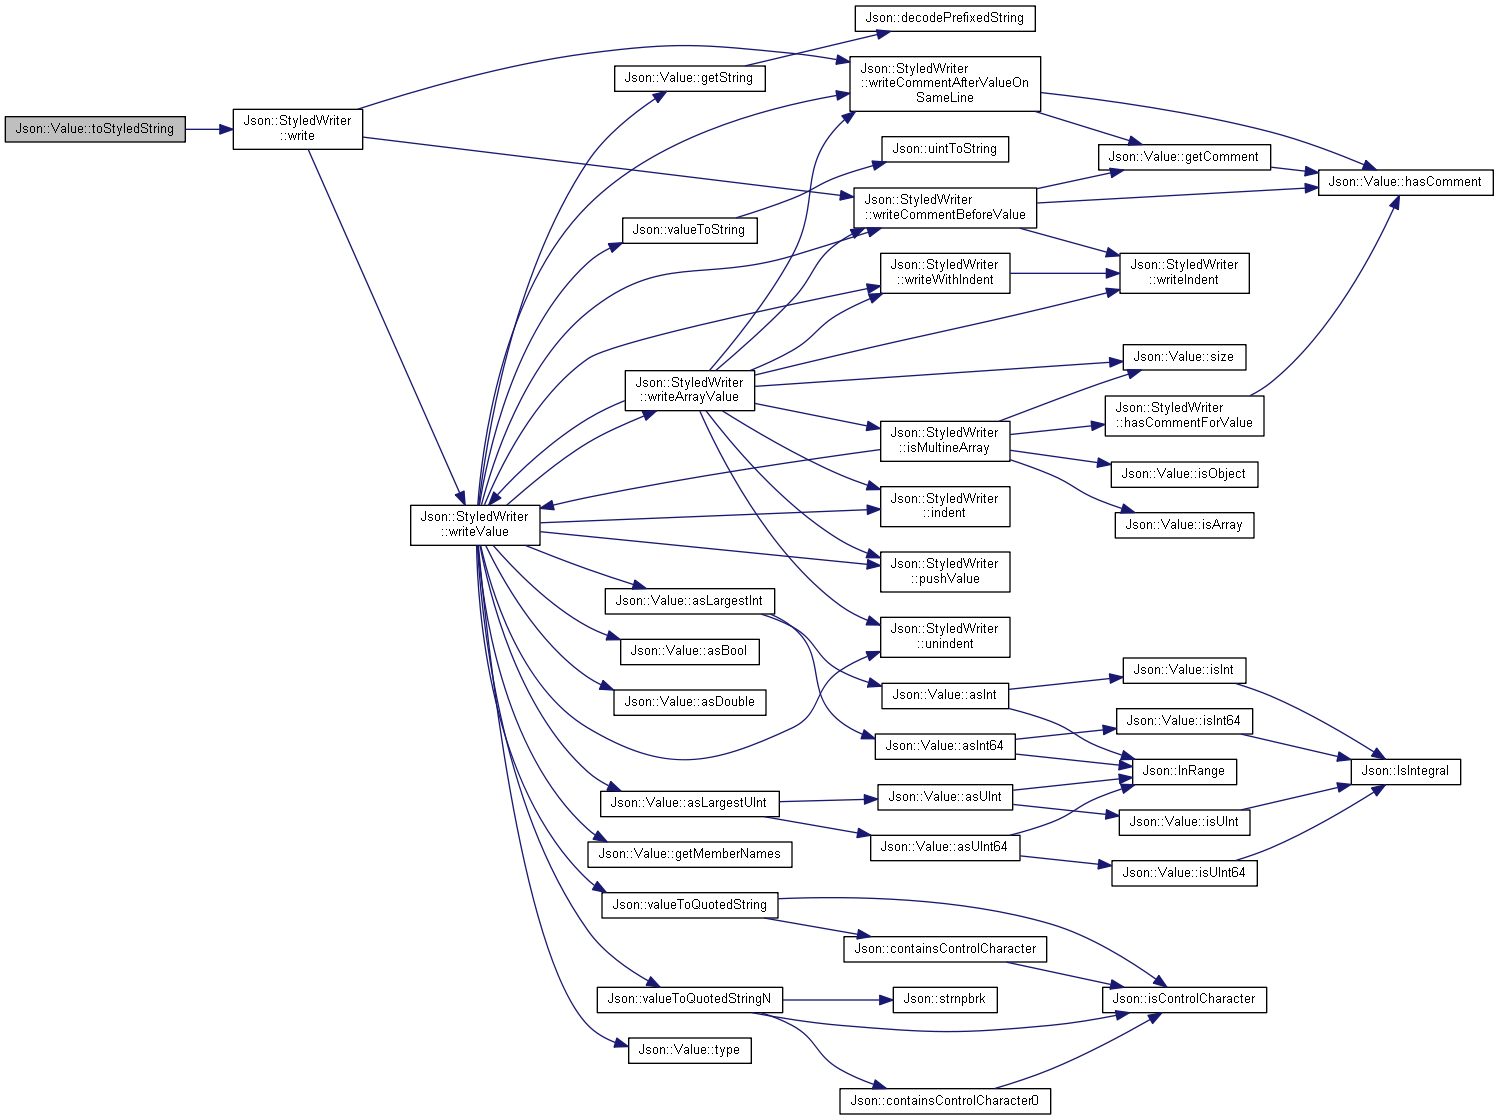 Json::decodePrefixedString
Json::Value::getString
Json::StyledWriter
::writeCommentAfterValueOn
SameLine
Json::Value::toStyledString
Json::StyledWriter
::write
Json::uintToString
Json::Value::getComment
Json::Value::hasComment
Json::StyledWriter
::writeCommentBeforeValue
Json::valueToString
Json::StyledWriter
::writeWithIndent
Json::StyledWriter
::writeIndent
Json::Value::size
Json::StyledWriter
::writeArrayValue
Json::StyledWriter
::hasCommentForValue
Json::StyledWriter
::isMultineArray
Json::Value::isObject
Json::StyledWriter
::indent
Json::Value::isArray
Json::StyledWriter
::writeValue
Json::StyledWriter
::pushValue
Json::Value::asLargestInt
Json::StyledWriter
::unindent
Json::Value::asBool
Json::Value::isInt
Json::Value::asDouble
Json::Value::asInt
Json::Value::isInt64
Json::Value::asInt64
Json::InRange
Json::IsIntegral
Json::Value::asLargestUInt
Json::Value::asUInt
Json::Value::isUInt
Json::Value::asUInt64
Json::Value::getMemberNames
Json::Value::isUInt64
Json::valueToQuotedString
Json::containsControlCharacter
Json::valueToQuotedStringN
Json::strnpbrk
Json::isControlCharacter
Json::Value::type
Json::containsControlCharacter0